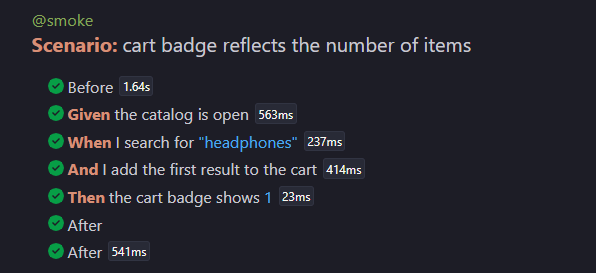 @smoke
Scenario: cart badge reflects the number of items
Before 1.64s
Given the catalog is open 563ms
When I search for "headphones" 237ms
And I add the first result to the cart 414ms
Then the cart badge shows 1 23ms
After
After 541ms